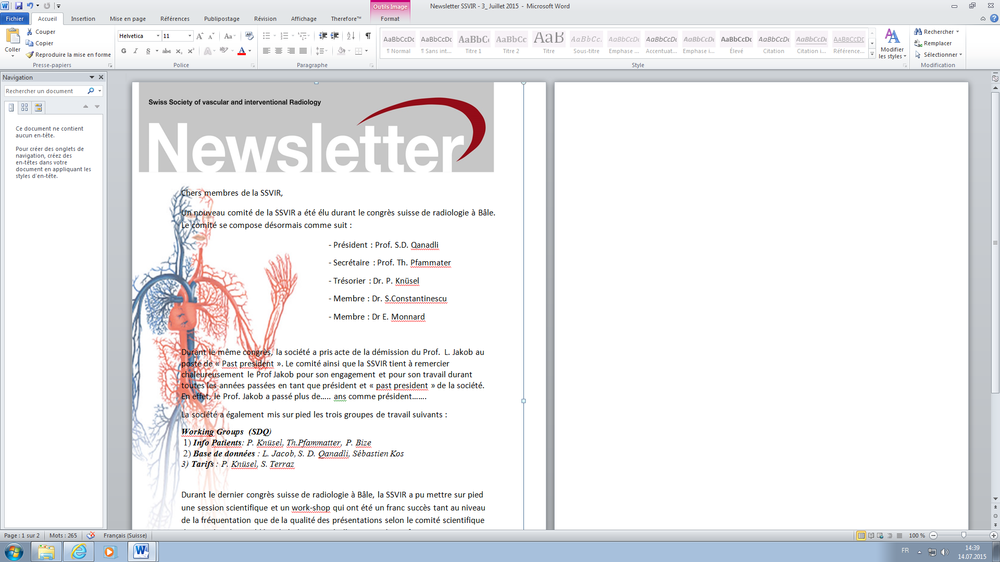 Newsletter SSVIR - 3_ Juillet 2015 - Microsoft Word
Outils Image
Fichier
Accueil
Insertion
Mise en page
Références
Publipostage
Révision
Affichage
Therefore™
Format
Coller
Couper
Copier
Reproduire la mise en forme
Presse-papiers
Helvetica
11
Police
Paragraphe
AaBbCcDc
¶ Normal
AaBbCcDc
¶ Sans int...
AaBbCc
Titre 1
AaBbCc
Titre 2
AaB
Titre
AaBbCc.
Sous-titre
AaBbCcDc
Emphase ...
AaBbCcDc
Accentuat...
AaBbCcDc
Emphase i...
AaBbCcDc
Élevé
AaBbCcDc
Citation
AaBbCcDc
Citation i...
AaBbCcDc
Référence...
Style
Modifier
les styles
Rechercher
Remplacer
Sélectionner
Modification
Navigation
Rechercher un document
Ce document ne contient
aucun en-tête.
Pour créer des onglets de
navigation, créez des
en-têtes dans votre
document en appliquant les
styles d'en-tête.
Swiss Society of vascular and interventional Radiology
Newsletter
Chers membres de la SSVIR,
Un nouveau comité de la SSVIR a été élu durant le congrès suisse de radiologie à Bâle.
Le comité se compose désormais comme suit :
- Président : Prof. S.D. Qanadli
- Secrétaire : Prof. Th. Pfammater
- Trésorier : Dr. P. Knüsel
- Membre : Dr. S.Constantinescu
- Membre : Dr E. Monnard
Durant le même congrès, la société a pris acte de la démission du Prof. L. Jakob au
poste de « Past president ». Le comité ainsi que la SSVIR tient à remercier
chaleureusement le Prof Jakob pour son engagement et pour son travail durant
toutes les années passées en tant que président et « past president » de la société.
En effet, le Prof. Jakob a passé plus de..... ans comme président.......
La société a également mis sur pied les trois groupes de travail suivants :
Working Groups (SDQ)
1) Info Patients: P. Knüsel, Th.Pfammatter, P. Bize
2) Base de données : L. Jacob, S. D. Qanadli, Sébastien Kos
3) Tarifs : P. Knüsel, S. Terraz
Durant le dernier congrès suisse de radiologie à Bâle, la SSVIR a pu mettre sur pied
une session scientifique et un work-shop qui ont été un franc succès tant au niveau
de la fréquentation que de la qualité des présentations selon le comité scientifique
Page : 1 sur 2
Mots : 265
Français (Suisse)
100 %
FR
14:39
14.07.2015